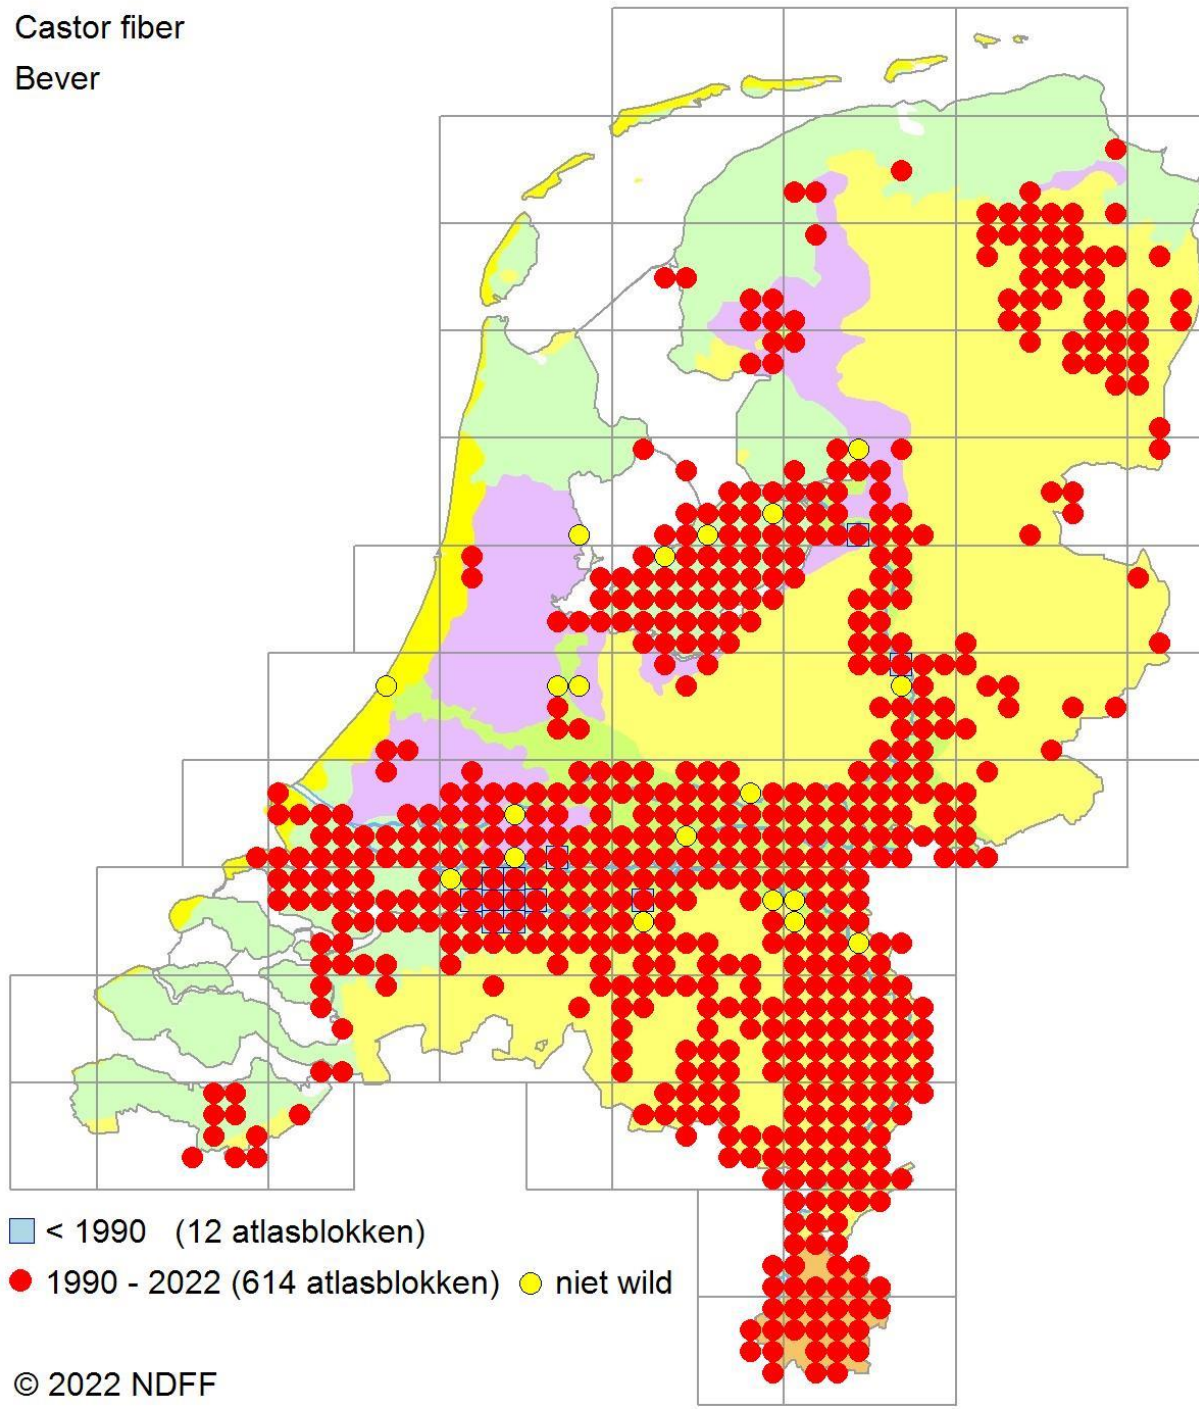 Castor fiber
Bever
< 1990 (12 atlasblokken)
1990 - 2022 (614 atlasblokken) niet wild
© 2022 NDFF